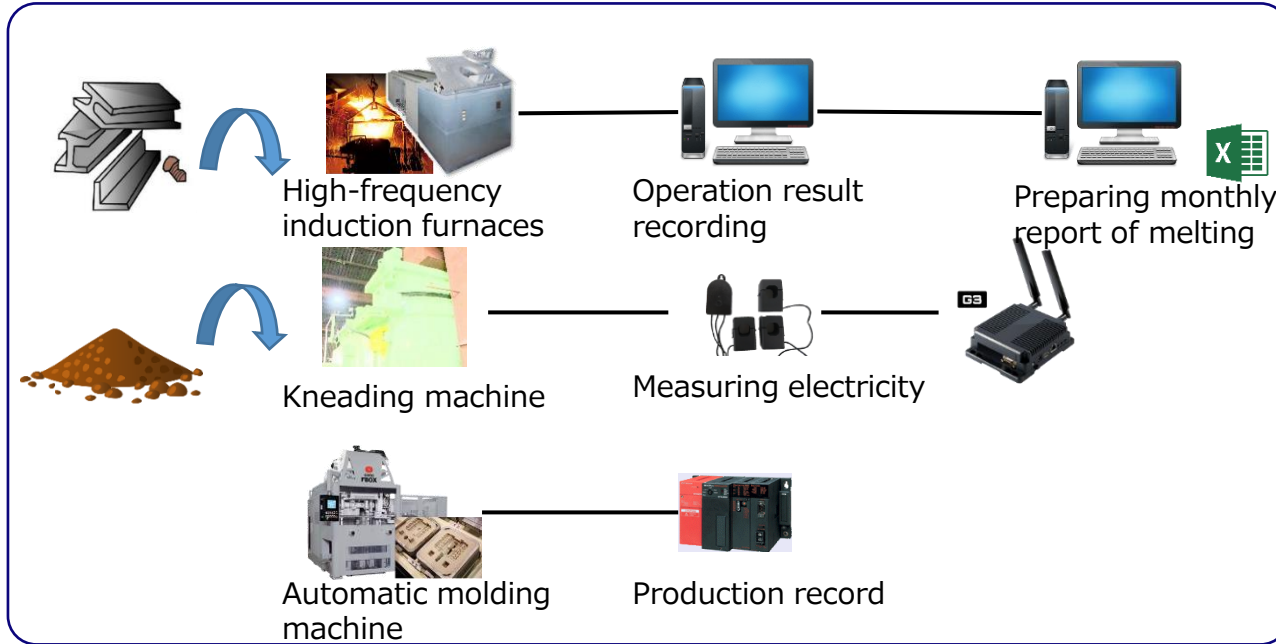 High-frequency
induction furnaces
Operation result
recording
X
Preparing monthly
report of melting
G3
Kneading machine
Measuring electricity
FBOX
Automatic molding
machine
Production record